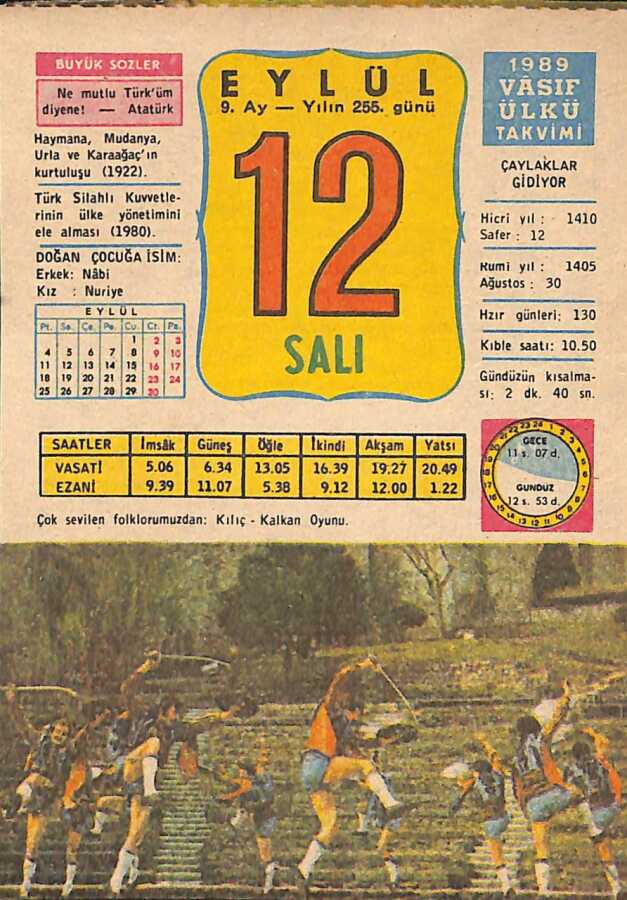 BÜYÜK SÖZLER
Ne mutlu Türk'üm
diyene! — Atatürk
Haymana, Mudanya,
Urla ve Karaağaç'ın
kurtuluşu (1922).
Türk Silahlı Kuvvetle-
rinin ülke yönetimini
ele alması (1980).
DOĞAN ÇOCUĞA İSİM:
Erkek: Nâbi
Kız : Nuriye
EYLÜL
Pt. Sa. Ça. Pe. Cu. Ct. Pa.
1 2 3
4 5 6 7 8 9 10
11 12 13 14 15 16 17
18 19 20 21 22 23 24
25 26 27 28 29 30
EYLÜL
9. Ay — Yılın 255. günü
12
SALI
1989
VÂSIF
ÜLKÜ
TAKVİMİ
ÇAYLAKLAR
GİDİYOR
Hicri yıl : 1410
Safer : 12
Rumi yıl : 1405
Ağustos : 30
Hzır günleri: 130
Kıble saati: 10.50
Gündüzün kısalma-
sı: 2 dk. 40 sn.
SAATLER İmsâk Güneş Öğle İkindi Akşam Yatsı
VASATİ 5.06 6.34 13.05 16.39 19.27 20.49
EZANİ 9.39 11.07 5.38 9.12 12.00 1.22
GECE
11 s. 07 d.
GÜNDÜZ
12 s. 53 d.
Çok sevilen folklorumuzdan: Kılıç - Kalkan Oyunu.